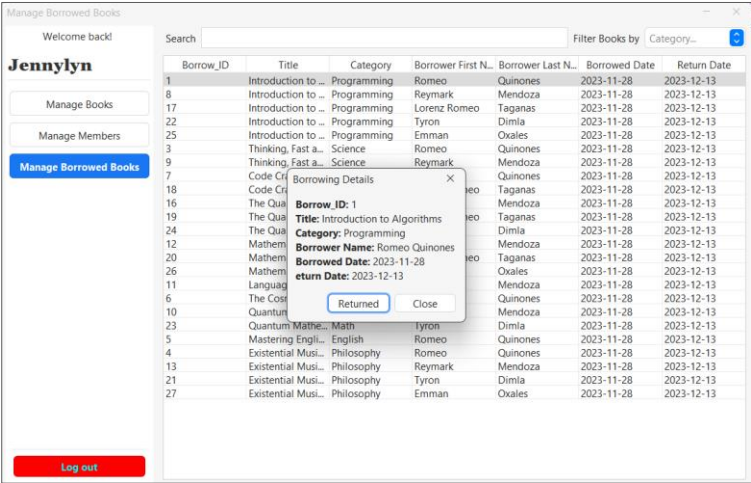 Manage Borrowed Books
Welcome back!
Jennylyn
Manage Books
Manage Members
Manage Borrowed Books
Log out
Search
Filter Books by Category...
Borrow_ID Title Category Borrower First N... Borrower Last N... Borrowed Date Return Date
1 Introduction to ... Programming Romeo Quinones 2023-11-28 2023-12-13
8 Introduction to ... Programming Reymark Mendoza 2023-11-28 2023-12-13
17 Introduction to ... Programming Lorenz Romeo Taganas 2023-11-28 2023-12-13
22 Introduction to ... Programming Tyron Dimla 2023-11-28 2023-12-13
25 Introduction to ... Programming Emman Oxales 2023-11-28 2023-12-13
3 Thinking, Fast a... Science Romeo Quinones 2023-11-28 2023-12-13
9 Thinking, Fast a... Science Reymark Mendoza 2023-11-28 2023-12-13
7 Code Quinones 2023-11-28 2023-12-13
18 Code Taganas 2023-11-28 2023-12-13
16 The Mendoza 2023-11-28 2023-12-13
19 The Taganas 2023-11-28 2023-12-13
24 The Dimla 2023-11-28 2023-12-13
12 Mathem Mendoza 2023-11-28 2023-12-13
20 Mathem Taganas 2023-11-28 2023-12-13
26 Mathem Oxales 2023-11-28 2023-12-13
11 Languag Mendoza 2023-11-28 2023-12-13
6 The Quinones 2023-11-28 2023-12-13
10 Mendoza 2023-11-28 2023-12-13
23 Quantum Mathe... Math Tyron Dimla 2023-11-28 2023-12-13
5 Mastering Engli... English Romeo Quinones 2023-11-28 2023-12-13
4 Existential Musi... Philosophy Romeo Quinones 2023-11-28 2023-12-13
13 Existential Musi... Philosophy Reymark Mendoza 2023-11-28 2023-12-13
21 Existential Musi... Philosophy Tyron Dimla 2023-11-28 2023-12-13
27 Existential Musi... Philosophy Emman Oxales 2023-11-28 2023-12-13
Borrowing Details
Borrow_ID: 1
Title: Introduction to Algorithms
Category: Programming
Borrower Name: Romeo Quinones
Borrowed Date: 2023-11-28
eturn Date: 2023-12-13
Returned
Close